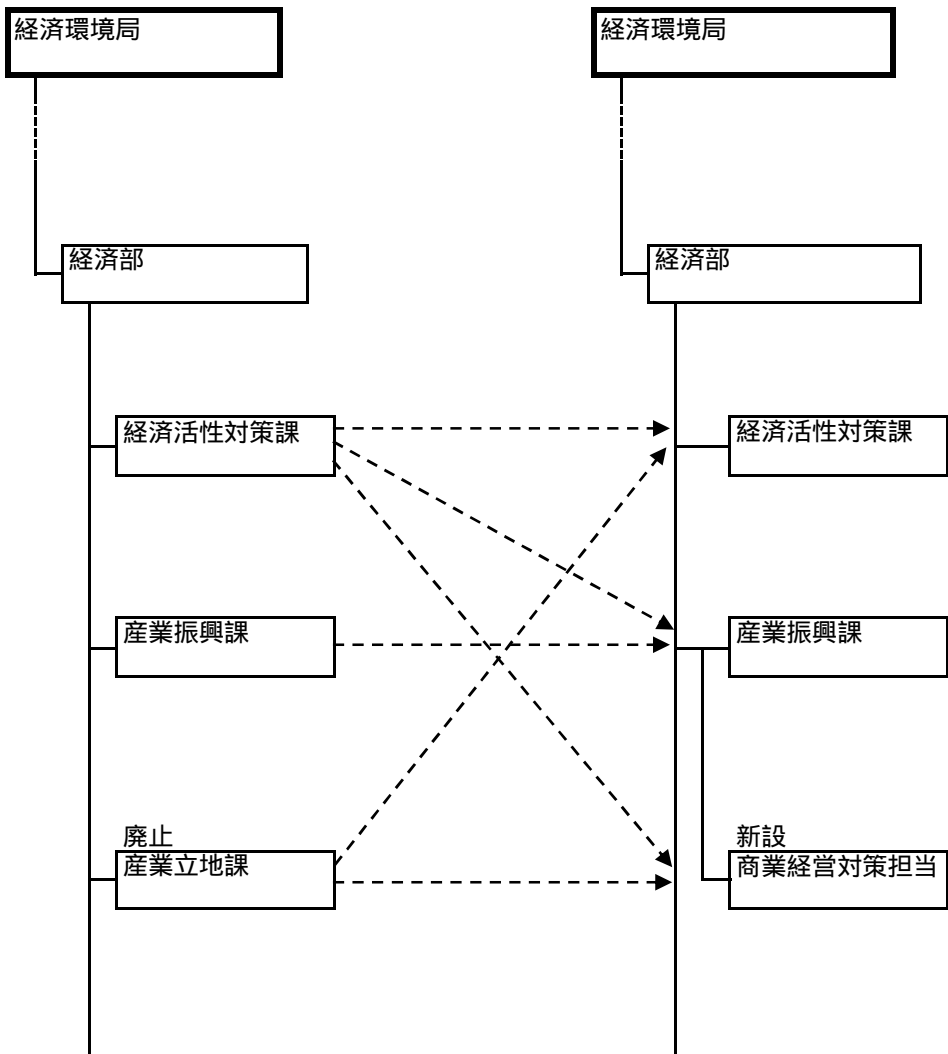 経済環境局
経済環境局
経済部
経済部
経済活性対策課
経済活性対策課
産業振興課
産業振興課
廃止
新設
産業立地課
商業経営対策担当